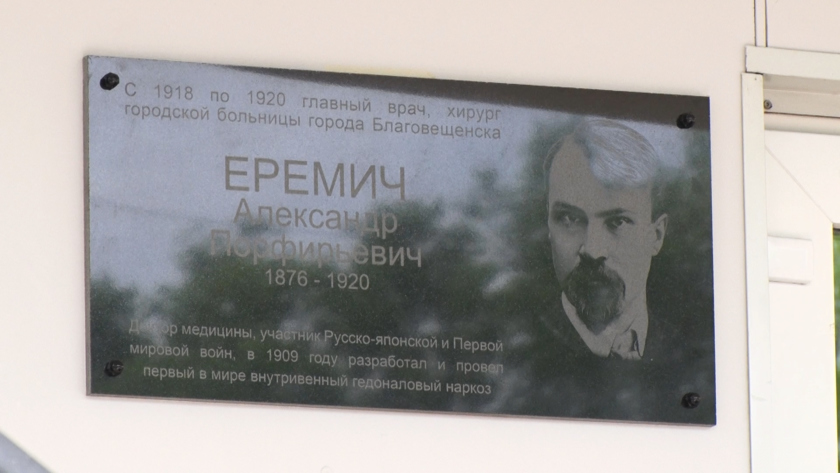 С 1918 по 1920 главный врач, хирург
городской больницы города Благовещенска
ЕРЕМИЧ
Александр
Порфирьевич
1876 - 1920
Доктор медицины, участник Русско-японской и Первой
мировой войн, в 1909 году разработал и провел
первый в мире внутривенный гедоналовый наркоз